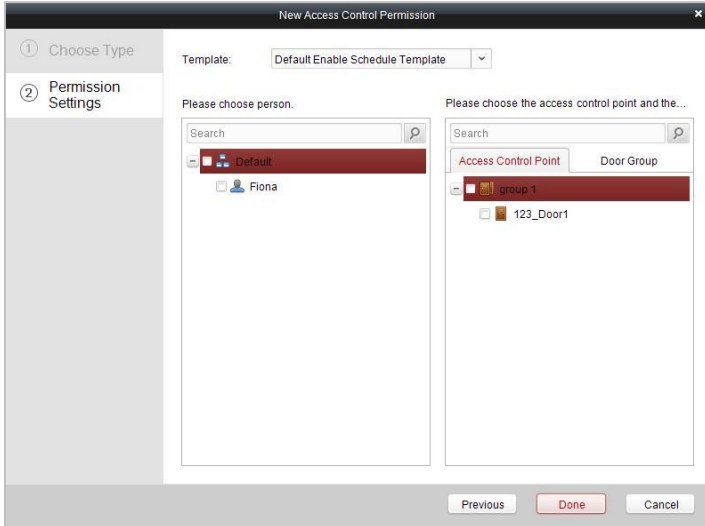 New Access Control Permission
1 Choose Type
2 Permission
Settings
Template: Default Enable Schedule Template
Please choose person.
Please choose the access control point and the...
Search
Search
Access Control Point Door Group
Default
Fiona
group 1
123_Door1
Previous Done Cancel